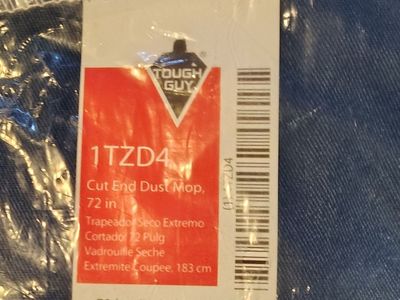 TOUGH
GUY
®
1TZD4
Cut End Dust Mop,
72 in
Trapeador Seco Extremo
Cortado 72 Pulg
Vadrouille Seche
Extremite Coupee, 183 cm